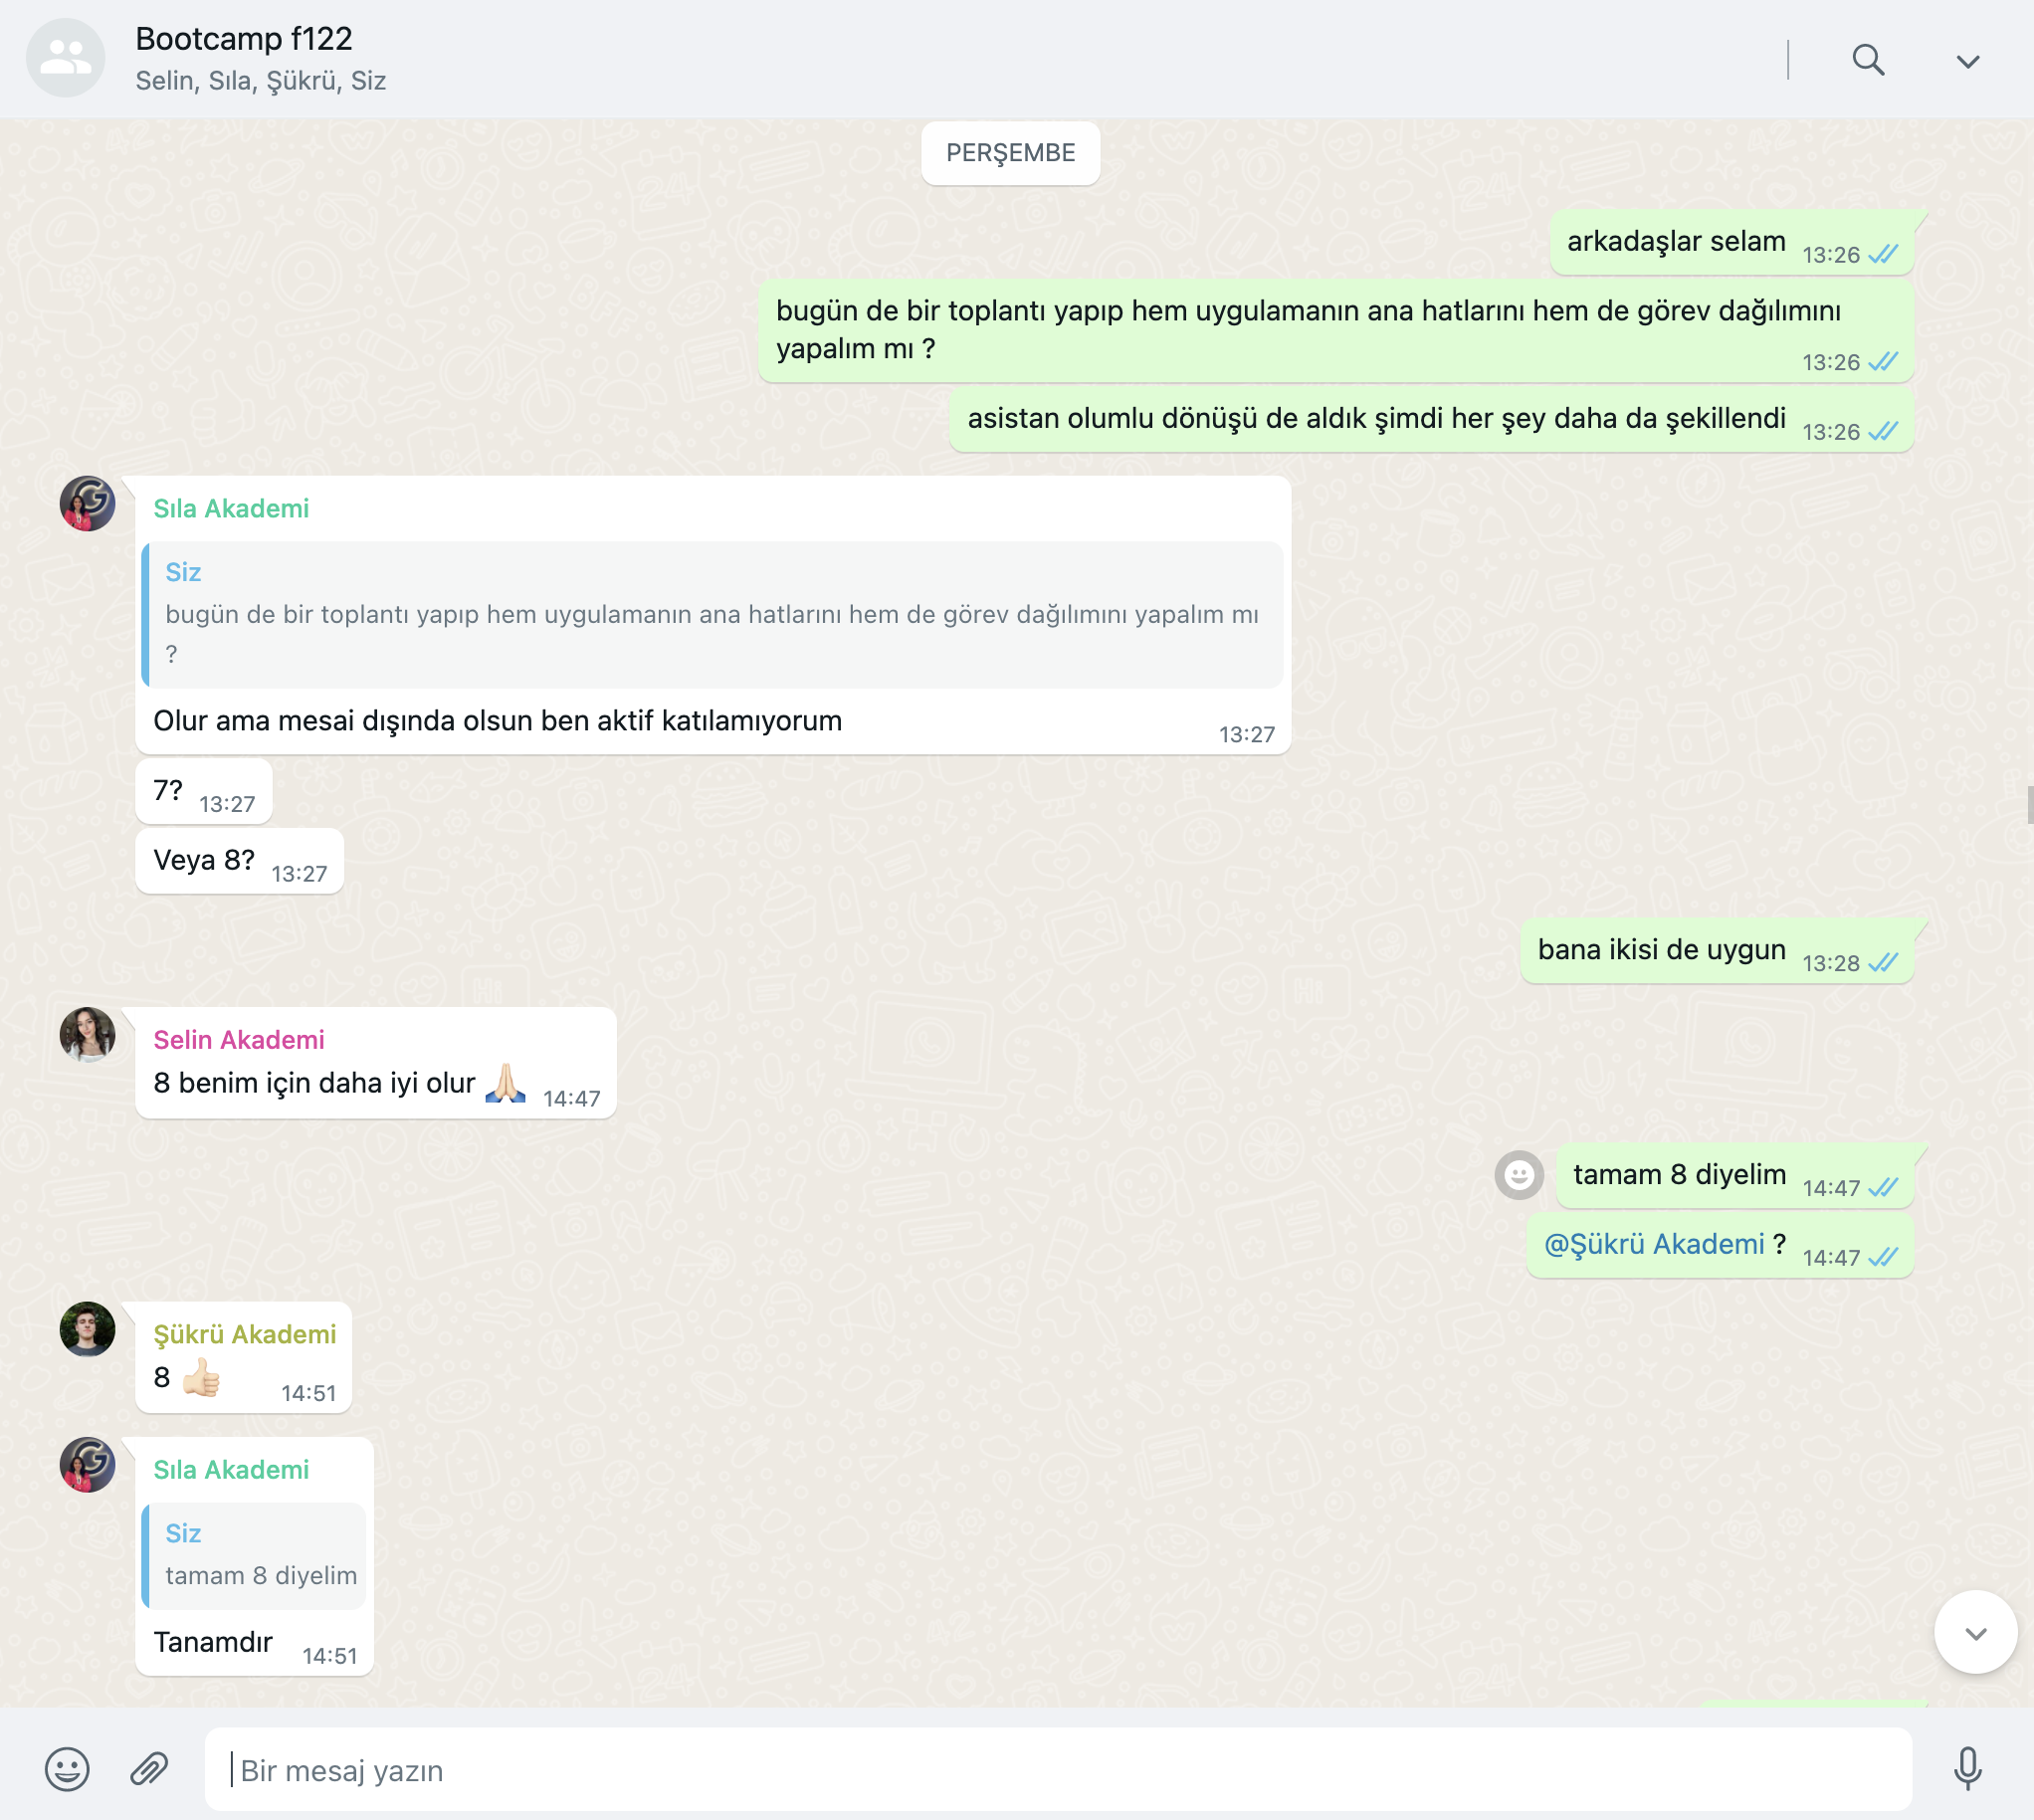 Bootcamp f122
Selin, Sıla, Şükrü, Siz
PERŞEMBE
arkadaşlar selam 13:26
bugün de bir toplantı yapıp hem uygulamanın ana hatlarını hem de görev dağılımını
yapalım mı ? 13:26
asistan olumlu dönüşü de aldık şimdi her şey daha da şekillendi 13:26
Sıla Akademi
Siz
bugün de bir toplantı yapıp hem uygulamanın ana hatlarını hem de görev dağılımını yapalım mı
?
Olur ama mesai dışında olsun ben aktif katılamıyorum 13:27
7? 13:27
Veya 8? 13:27
bana ikisi de uygun 13:28
Selin Akademi
8 benim için daha iyi olur 🙏🏻 14:47
tamam 8 diyelim 14:47
@Şükrü Akademi ? 14:47
Şükrü Akademi
8 👍🏻 14:51
Sıla Akademi
Siz
tamam 8 diyelim
Tanamdır 14:51
Bir mesaj yazın